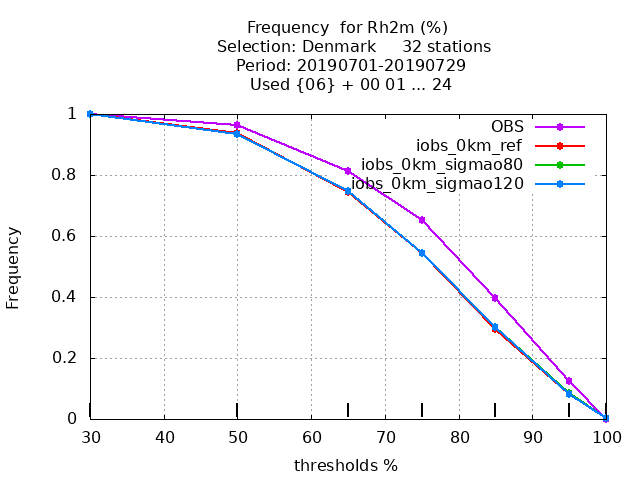 Frequency  for Rh2m (%)
Selection: Denmark     32 stations
Period: 20190701-20190729
Used {06} + 00 01 ... 24
OBS
iobs_0km_ref
iobs_0km_sigmao80
iobs_0km_sigmao120
1
0.8
0.6
0.4
0.2
0
Frequency
30 40 50 60 70 80 90 100
thresholds %